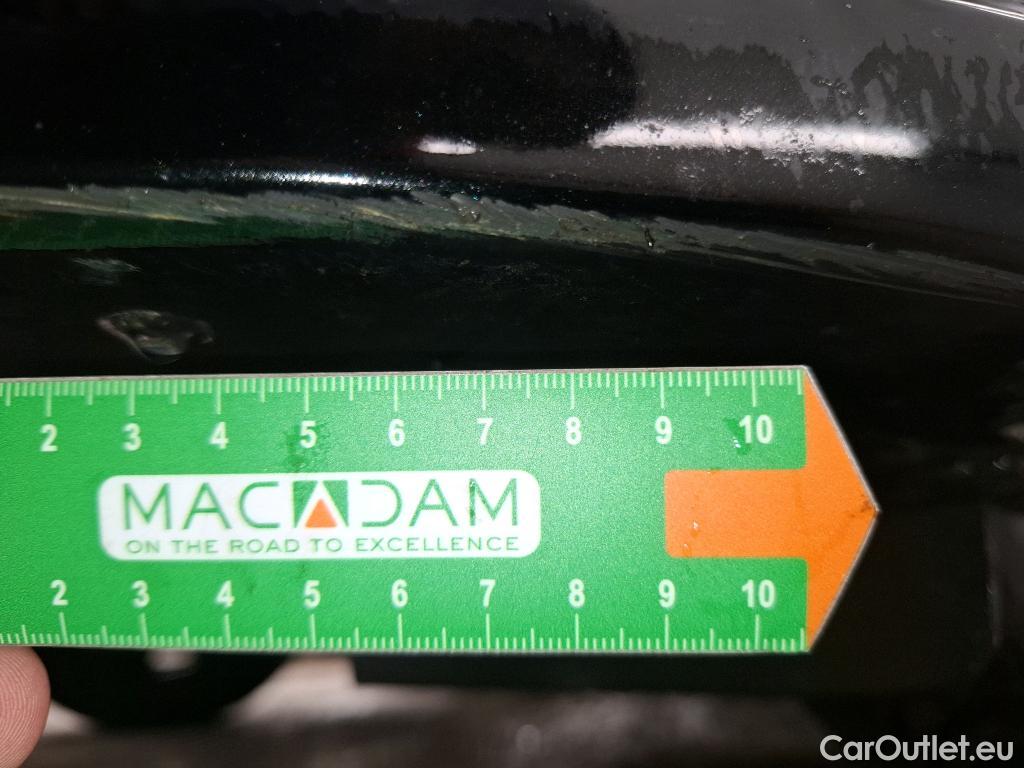 2 3 4 5 6 7 8 9 10
MACADAM
ON THE ROAD TO EXCELLENCE
2 3 4 5 6 7 8 9 10
CarOutlet.eu